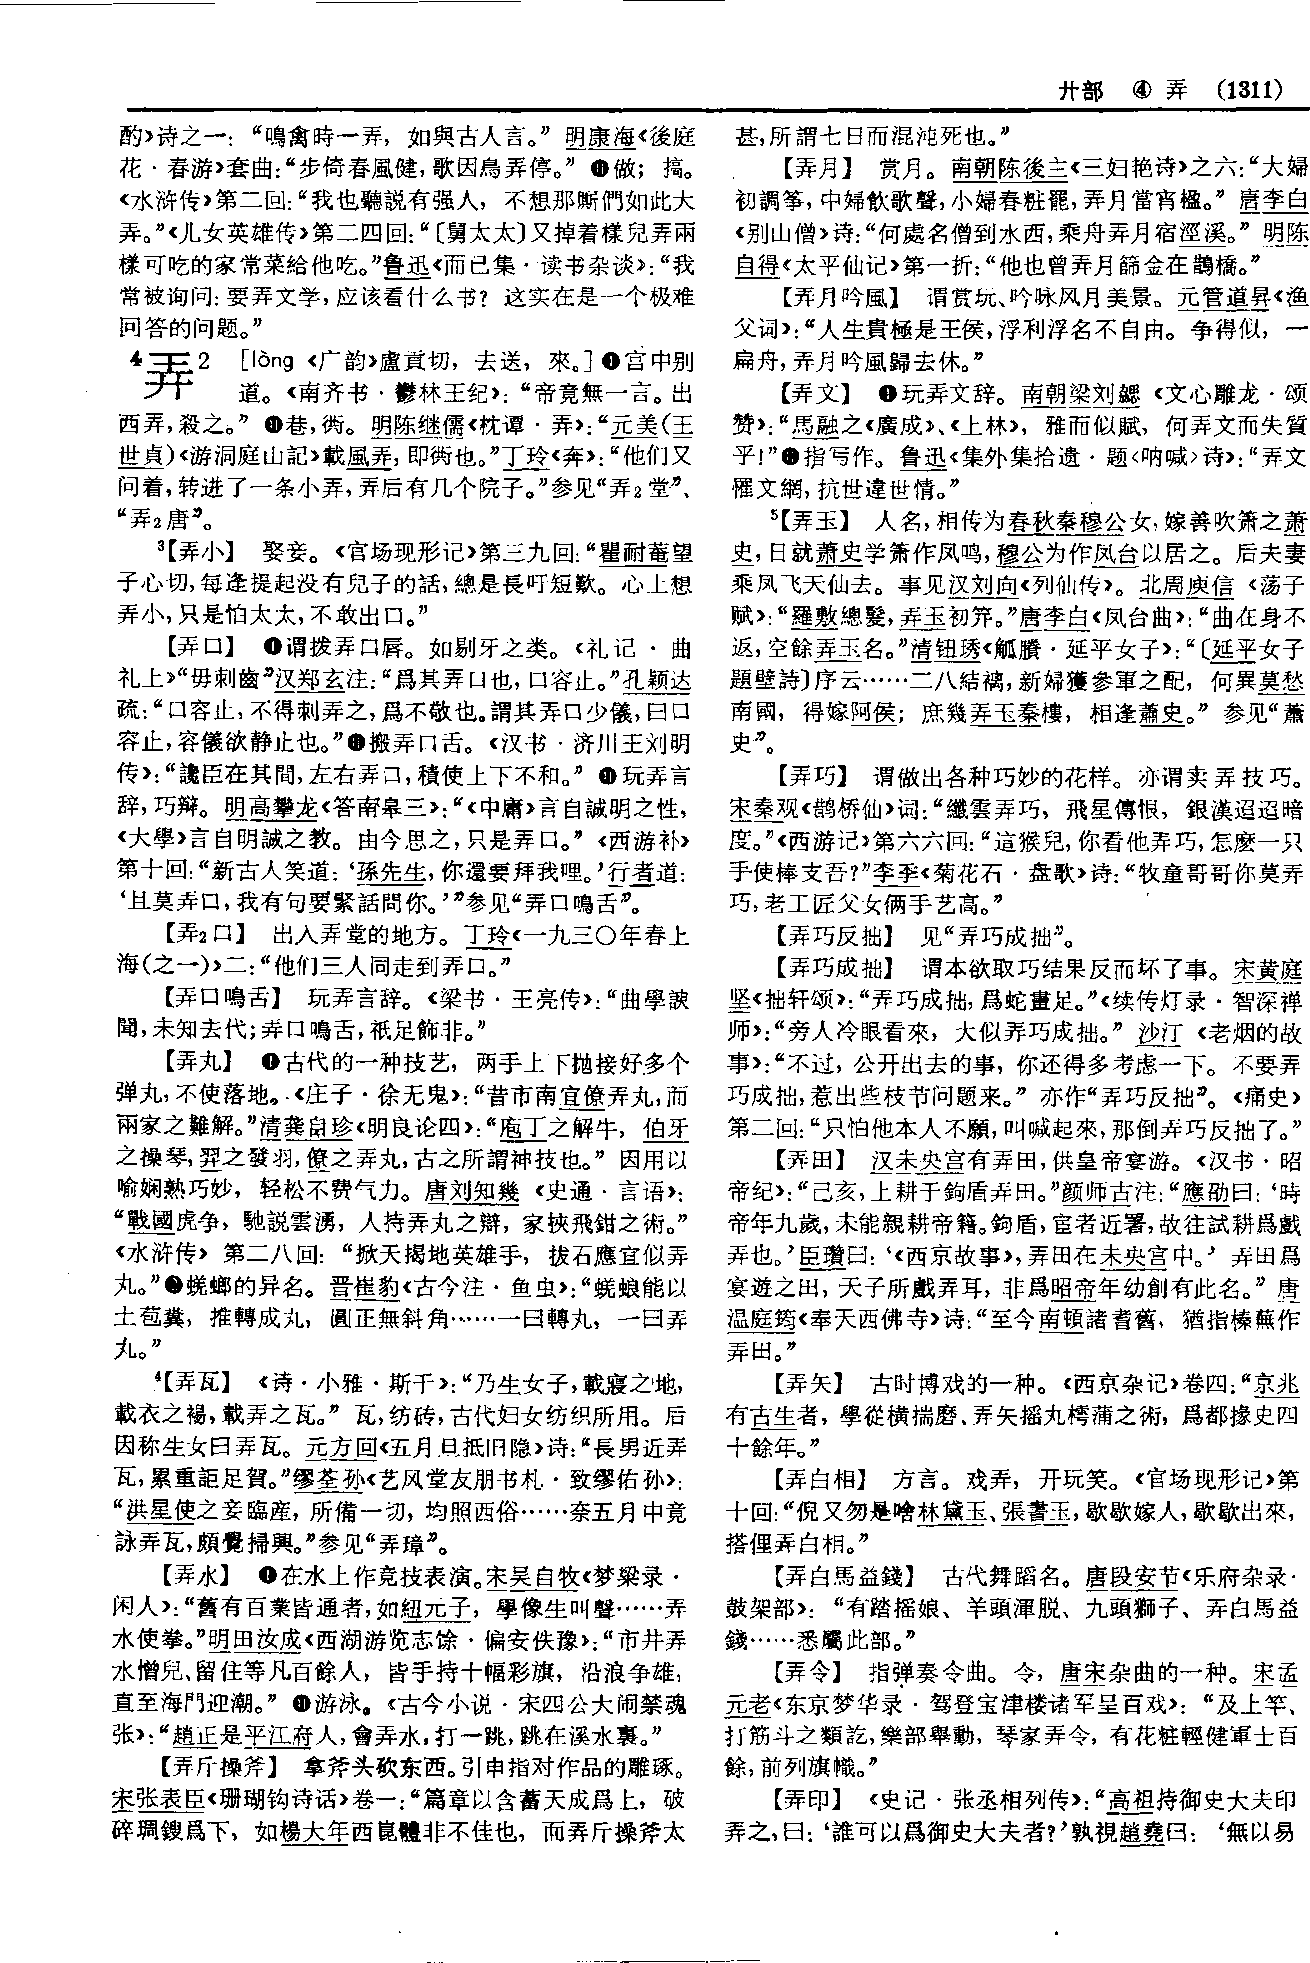 廾部 ④ 弄 (1311)
酌》诗之一：“鳴禽時一弄，如與古人言。”明康海《後庭
花·春游》套曲：“步倚春風健，歌因鳥弄停。” ⓫做；搞。
《水浒传》第二回：“我也聽説有强人，不想那厮們如此大
弄。”《儿女英雄传》第二四回：“〔舅太太〕又掉着樣兒弄兩
樣可吃的家常菜給他吃。”鲁迅《而已集·读书杂谈》：“我
常被询问：要弄文学，应该看什么书？这实在是一个极难
回答的问题。”
4弄2 [lòng 《广韵》盧貢切，去送，來。]❶宫中别
道。《南齐书·鬱林王纪》：“帝竟無一言。出
西弄，殺之。” ❷巷，衖。明陈继儒《枕谭·弄》：“元美(王
世貞)《游洞庭山記》載風弄，即衖也。”丁玲《奔》：“他们又
问着，转进了一条小弄，弄后有几个院子。”参见“弄2堂”、
“弄2唐”。
3【弄小】 娶妾。《官场现形记》第三九回：“瞿耐菴望
子心切，每逢提起没有兒子的話，總是長吁短歎。心上想
弄小，只是怕太太，不敢出口。”
【弄口】 ❶谓拨弄口唇。如剔牙之类。《礼记·曲
礼上》“毋刺齒”汉郑玄注：“爲其弄口也，口容止。”孔颖达
疏：“口容止，不得刺弄之，爲不敬也。謂其弄口少儀，曰口
容止，容儀欲静止也。”❷搬弄口舌。《汉书·济川王刘明
传》：“讒臣在其間，左右弄口，積使上下不和。” ❸玩弄言
辞，巧辩。明高攀龙《答南皋三》：“《中庸》言自誠明之性，
《大學》言自明誠之教。由今思之，只是弄口。”《西游补》
第十回：“新古人笑道：‘孫先生，你還要拜我哩。’行者道：
‘且莫弄口，我有句要緊話問你。’”参见“弄口鳴舌”。
【弄2口】 出入弄堂的地方。丁玲《一九三〇年春上
海(之一)》二：“他们三人同走到弄口。”
【弄口鳴舌】 玩弄言辞。《梁书·王亮传》：“曲學諛
聞，未知去代；弄口鳴舌，祇足飾非。”
【弄丸】 ❶古代的一种技艺，两手上下抛接好多个
弹丸，不使落地。《庄子·徐无鬼》：“昔市南宜僚弄丸，而
兩家之難解。”清龚自珍《明良论四》：“庖丁之解牛，伯牙
之操琴，羿之發羽，僚之弄丸，古之所謂神技也。”因用以
喻娴熟巧妙，轻松不费气力。唐刘知幾《史通·言语》：
“戰國虎争，馳説雲湧，人持弄丸之辯，家挾飛鉗之術。”
《水浒传》第二八回：“掀天揭地英雄手，拔石應宜似弄
丸。”❷蜣螂的异名。晋崔豹《古今注·鱼虫》：“蜣蜋能以
土苞糞，推轉成丸，圓正無斜角……一曰轉丸，一曰弄
丸。”
4【弄瓦】 《诗·小雅·斯干》：“乃生女子，載寢之地，
載衣之裼，載弄之瓦。”瓦，纺砖，古代妇女纺织所用。后
因称生女曰弄瓦。元方回《五月旦抵旧隐》诗：“長男近弄
瓦，累重詎足賀。”缪荃孙《艺风堂友朋书札·致缪佑孙》：
“洪星使之妾臨産，所備一切，均照西俗……奈五月中竟
詠弄瓦，頗覺掃興。”参见“弄璋”。
【弄水】 ❶在水上作竞技表演。宋吴自牧《梦粱录·
闲人》：“舊有百業皆通者，如紐元子，學像生叫聲……弄
水使拳。”明田汝成《西湖游览志馀·偏安佚豫》：“市井弄
水憎兒、留住等凡百餘人，皆手持十幅彩旗，沿浪争雄，
直至海門迎潮。” ❷游泳。《古今小说·宋四公大闹禁魂
张》：“趙正是平江府人，會弄水，打一跳，跳在溪水裏。”
【弄斤操斧】 拿斧头砍东西。引申指对作品的雕琢。
宋张表臣《珊瑚钩诗话》卷一：“篇章以含蓄天成爲上，破
碎琱鎪爲下，如楊大年西崑體非不佳也，而弄斤操斧太
甚，所謂七日而混沌死也。”
【弄月】 赏月。南朝陈後主《三妇艳诗》之六：“大婦
初調筝，中婦飲歌聲，小婦春粧罷，弄月當宵楹。”唐李白
《别山僧》诗：“何處名僧到水西，乘舟弄月宿涇溪。”明陈
自得《太平仙记》第一折：“他也曾弄月篩金在鵲橋。”
【弄月吟風】 谓赏玩、吟咏风月美景。元管道昇《渔
父词》：“人生貴極是王侯，浮利浮名不自由。争得似，一
扁舟，弄月吟風歸去休。”
【弄文】 ❶玩弄文辞。南朝梁刘勰《文心雕龙·颂
赞》：“馬融之《廣成》、《上林》，雅而似賦，何弄文而失質
乎！”❷指写作。鲁迅《集外集拾遗·题〈呐喊〉诗》：“弄文
罹文網，抗世違世情。”
5【弄玉】 人名，相传为春秋秦穆公女，嫁善吹箫之萧
史，日就萧史学箫作凤鸣，穆公为作凤台以居之。后夫妻
乘凤飞天仙去。事见汉刘向《列仙传》。北周庾信《荡子
赋》：“羅敷總髮，弄玉初笄。”唐李白《凤台曲》：“曲在身不
返，空餘弄玉名。”清钮琇《觚賸·延平女子》：“〔延平女子
題壁詩〕序云……二八結褵，新婦獲參軍之配，何異莫愁
南國，得嫁阿侯；庶幾弄玉秦樓，相逢蕭史。”参见“蕭
史”。
【弄巧】 谓做出各种巧妙的花样。亦谓卖弄技巧。
宋秦观《鹊桥仙》词：“纖雲弄巧，飛星傳恨，銀漢迢迢暗
度。”《西游记》第六六回：“這猴兒，你看他弄巧，怎麽一只
手使棒支吾？”李季《菊花石·盘歌》诗：“牧童哥哥你莫弄
巧，老工匠父女俩手艺高。”
【弄巧反拙】 见“弄巧成拙”。
【弄巧成拙】 谓本欲取巧结果反而坏了事。宋黄庭
坚《拙轩颂》：“弄巧成拙，爲蛇畫足。”《续传灯录·智深禅
师》：“旁人冷眼看來，大似弄巧成拙。”沙汀《老烟的故
事》：“不过，公开出去的事，你还得多考虑一下。不要弄
巧成拙，惹出些枝节问题来。”亦作“弄巧反拙”。《痛史》
第二回：“只怕他本人不願，叫喊起來，那倒弄巧反拙了。”
【弄田】 汉未央宫有弄田，供皇帝宴游。《汉书·昭
帝纪》：“己亥，上耕于鉤盾弄田。”颜师古注：“應劭曰：‘時
帝年九歲，未能親耕帝籍。鉤盾，宦者近署，故往試耕爲戲
弄也。’臣瓚曰：‘《西京故事》，弄田在未央宫中。’弄田爲
宴遊之田，天子所戲弄耳，非爲昭帝年幼創有此名。”唐
温庭筠《奉天西佛寺》诗：“至今南頓諸耆舊，猶指榛蕪作
弄田。”
【弄矢】 古时博戏的一种。《西京杂记》卷四：“京兆
有古生者，學從横揣磨、弄矢摇丸樗蒲之術，爲都掾史四
十餘年。”
【弄白相】 方言。戏弄，开玩笑。《官场现形记》第
十回：“倪又勿是啥林黛玉、張書玉，歇歇嫁人，歇歇出來，
搭俚弄白相。”
【弄白馬益錢】 古代舞蹈名。唐段安节《乐府杂录·
鼓架部》：“有踏摇娘、羊頭渾脱、九頭獅子、弄白馬益
錢……悉屬此部。”
【弄令】 指弹奏令曲。令，唐宋杂曲的一种。宋孟
元老《东京梦华录·驾登宝津楼诸军呈百戏》：“及上竿、
打筋斗之類訖，樂部舉動，琴家弄令，有花粧輕健軍士百
餘，前列旗幟。”
【弄印】 《史记·张丞相列传》：“高祖持御史大夫印
弄之，曰：‘誰可以爲御史大夫者？’孰視趙堯曰：‘無以易